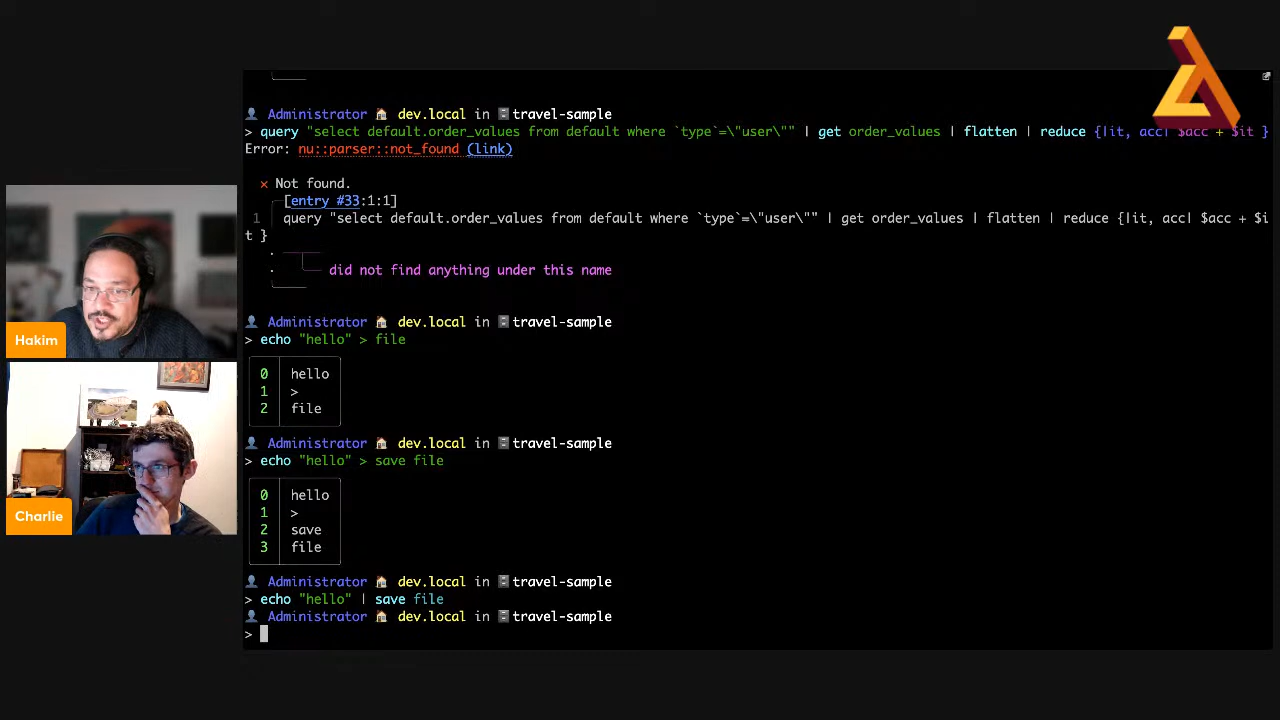 Administrator dev.local in travel-sample
> query "select default.order_values from default where `type`=\"user\"" | get order_values | flatten | reduce {|it, acc| $acc + $it }
Error: nu::parser::not_found (link)
× Not found.
[entry #33:1:1]
1 query "select default.order_values from default where `type`=\"user\"" | get order_values | flatten | reduce {|it, acc| $acc + $i
t }
did not find anything under this name
Administrator dev.local in travel-sample
> echo "hello" > file
0 hello
1 >
2 file
Administrator dev.local in travel-sample
> echo "hello" > save file
0 hello
1 >
2 save
3 file
Administrator dev.local in travel-sample
> echo "hello" | save file
Administrator dev.local in travel-sample
>
Hakim
Charlie